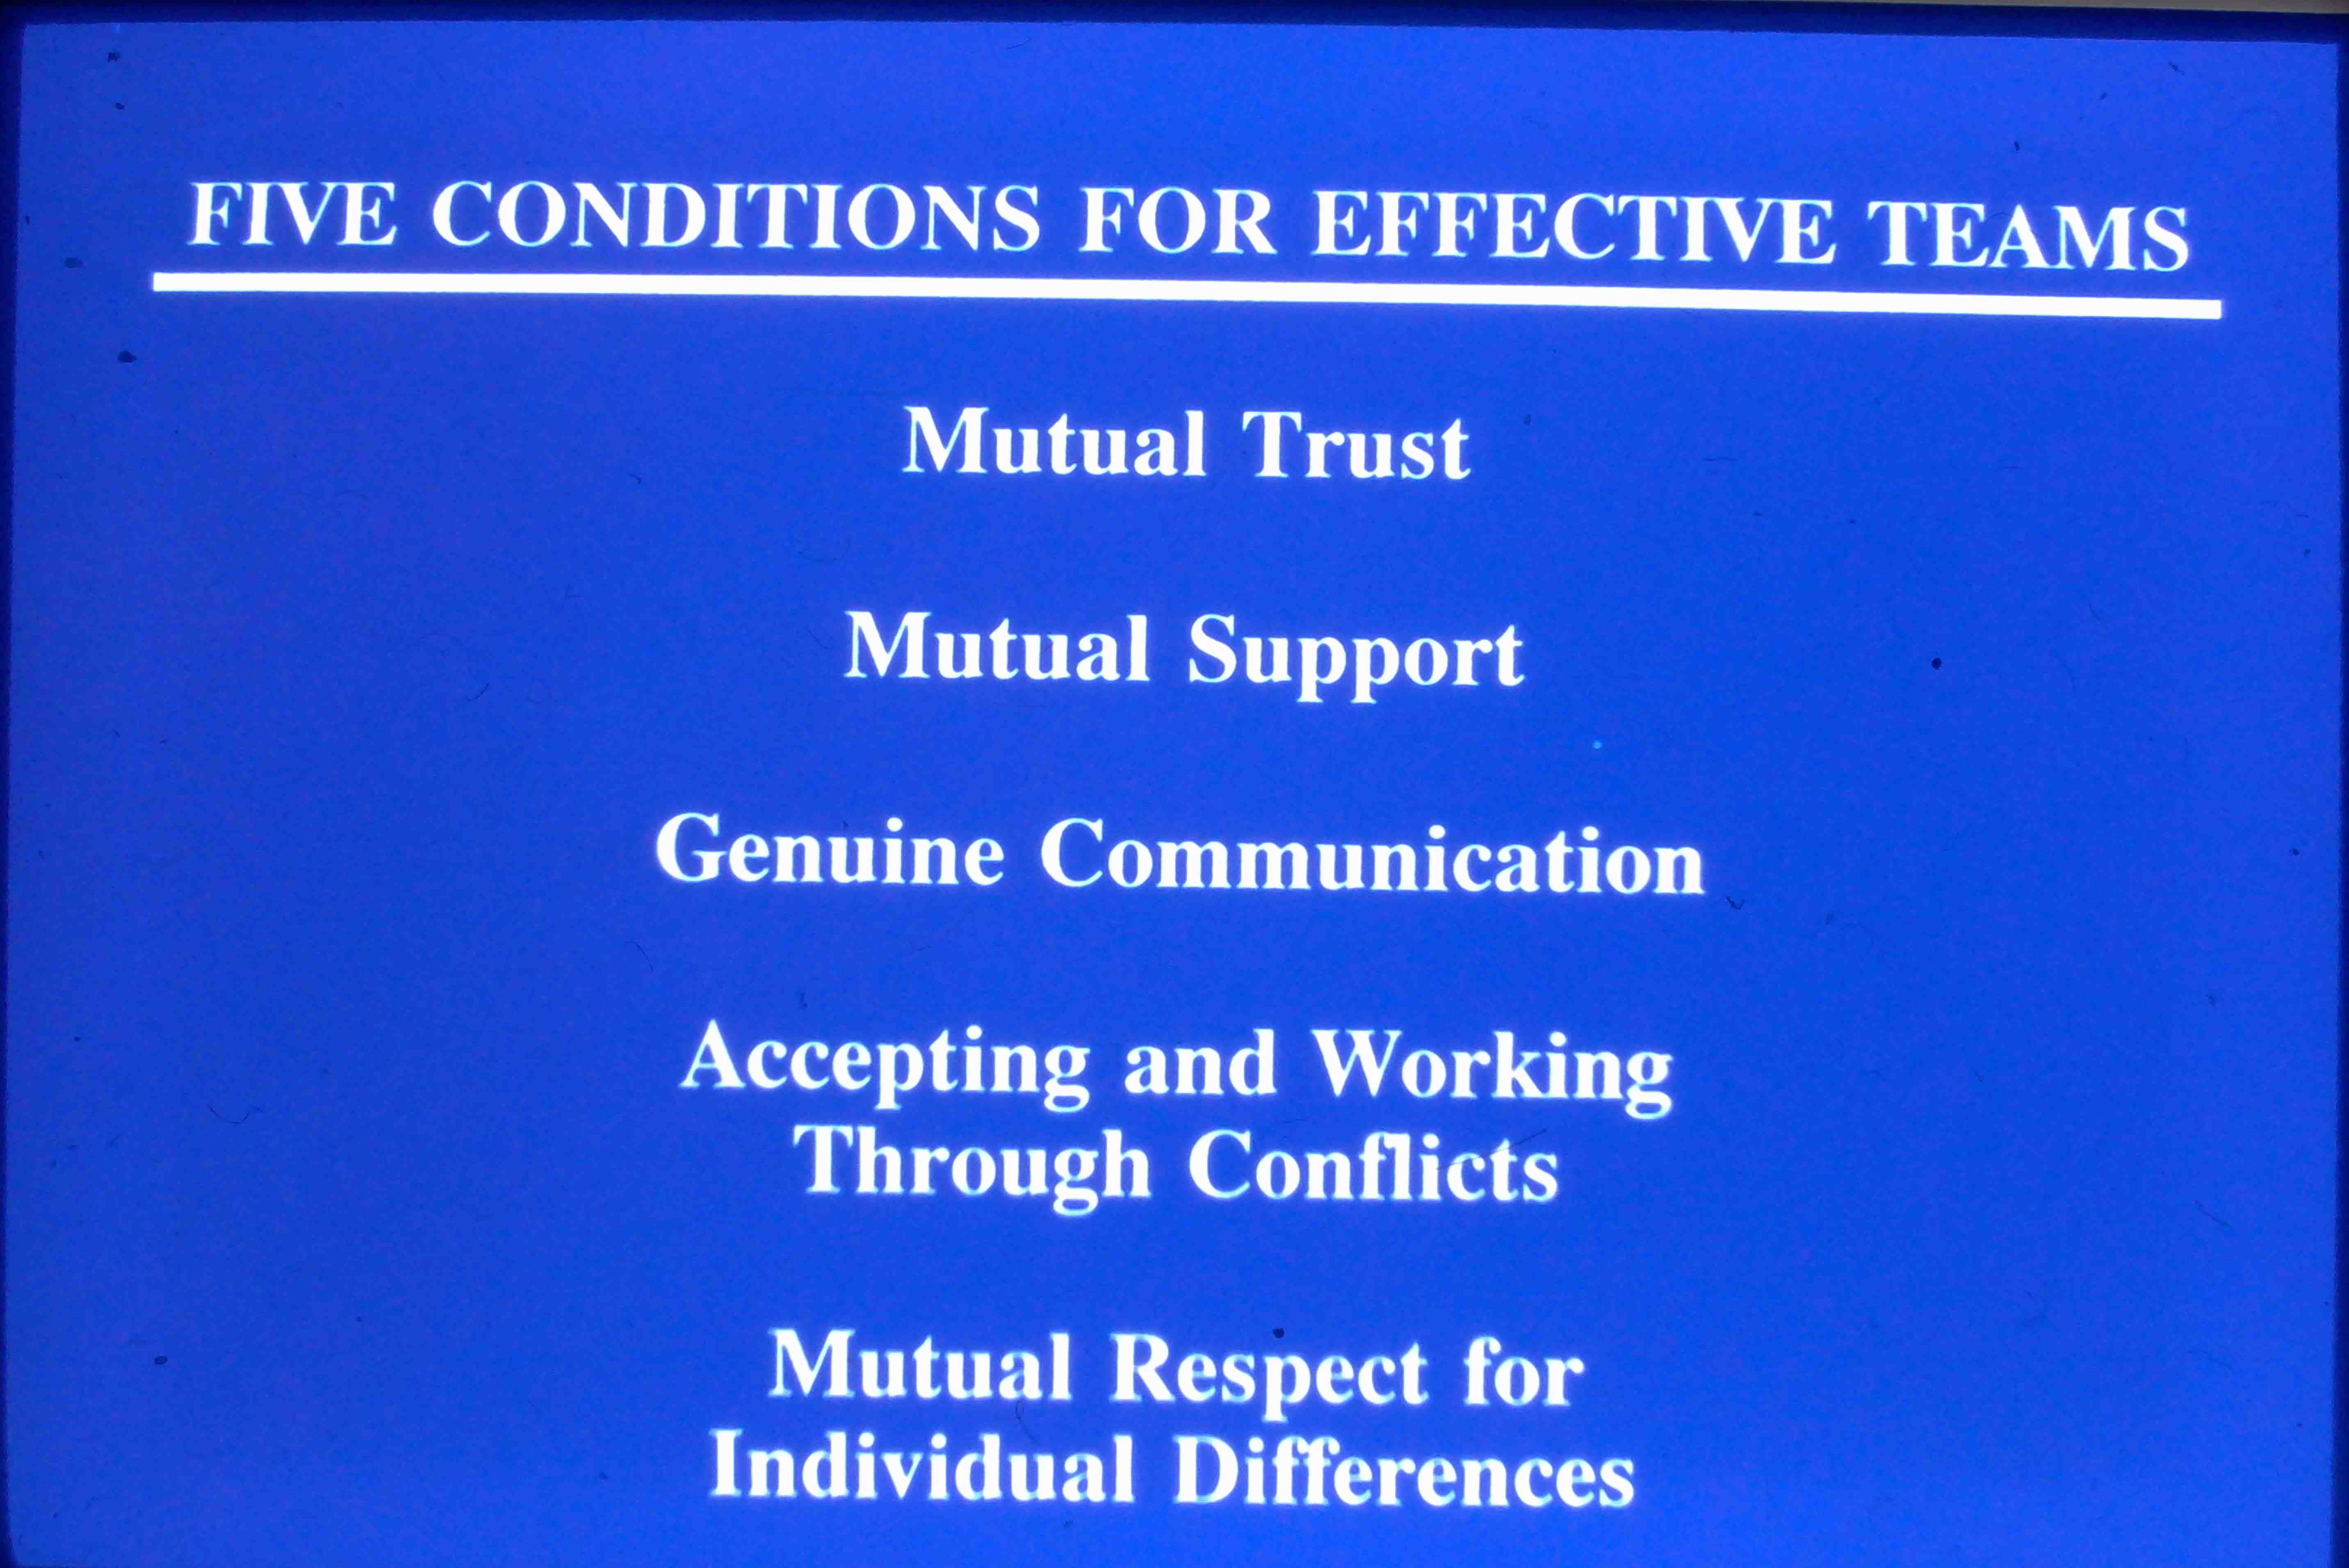 FIVE CONDITIONS FOR EFFECTIVE TEAMS
Mutual Trust
Mutual Support
Genuine Communication
Accepting and Working
Through Conflicts
Mutual Respect for
Individual Differences